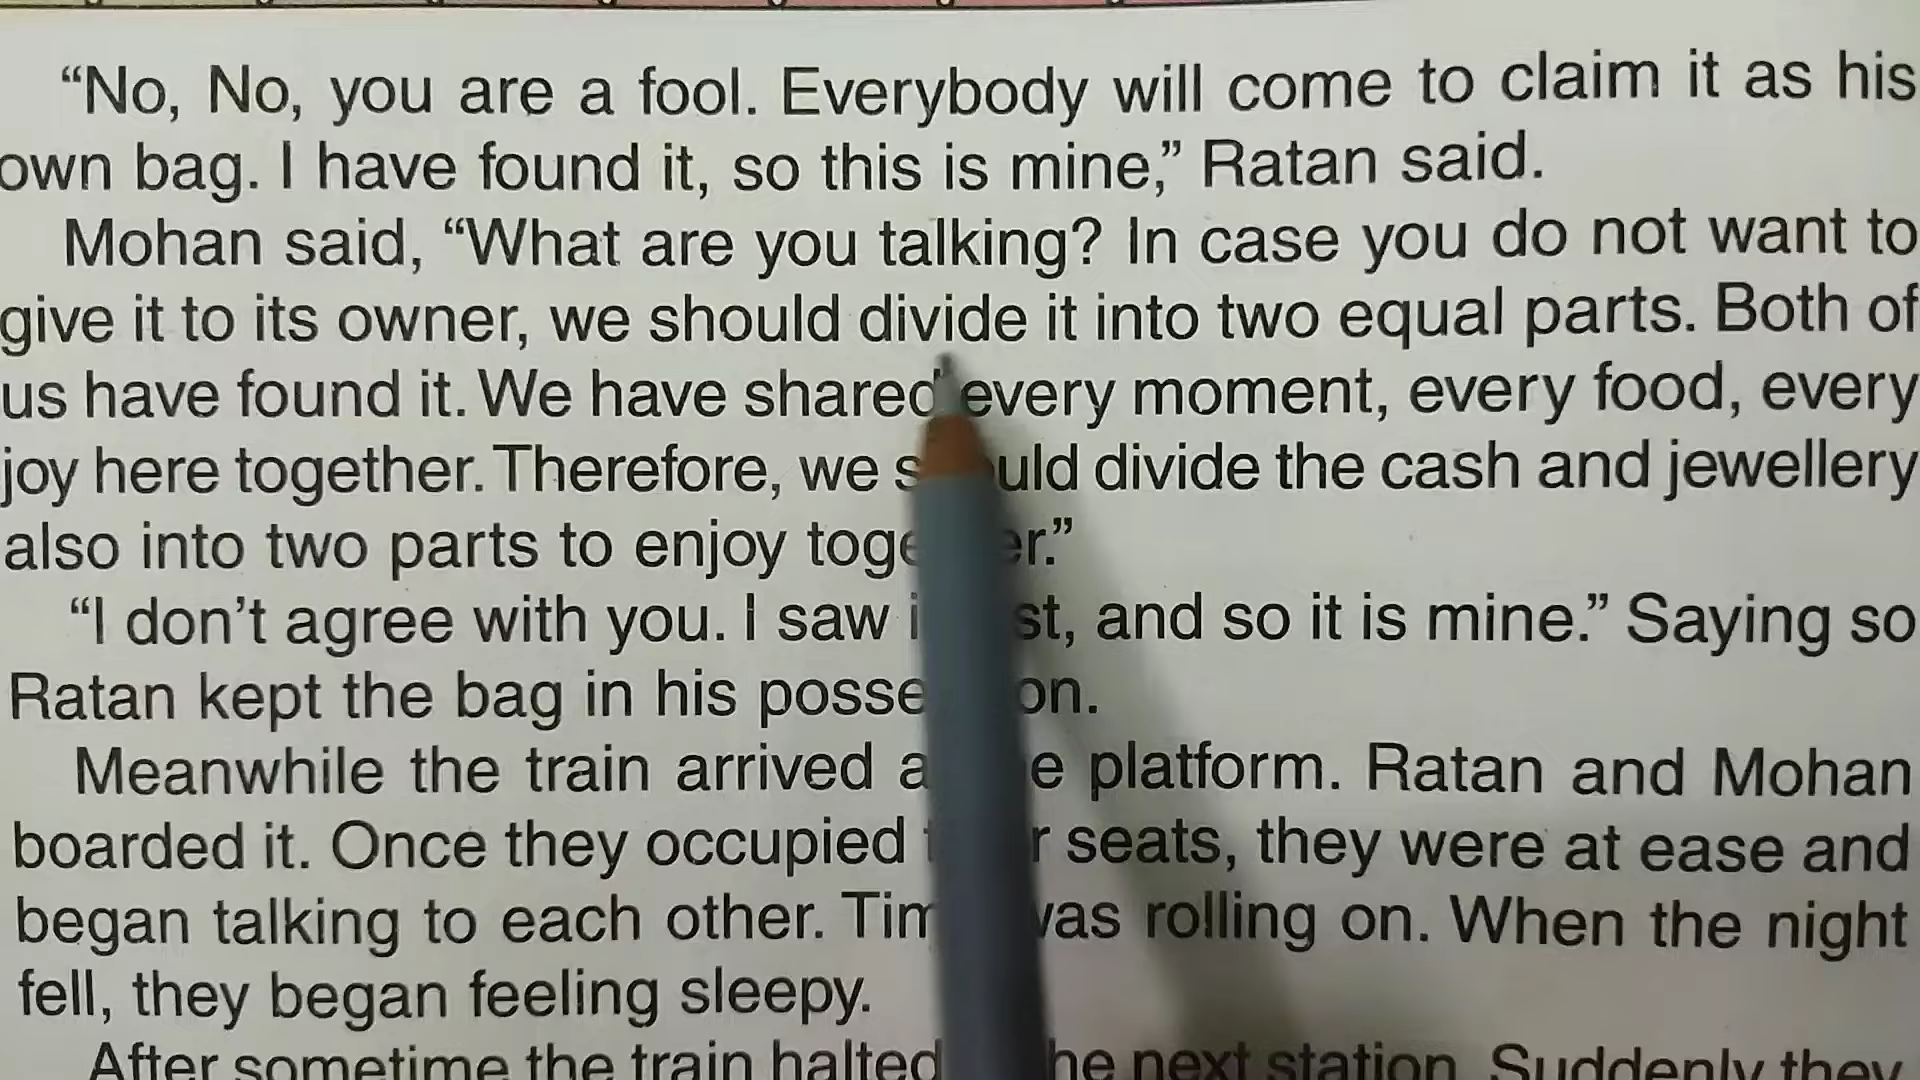 “No, No, you are a fool. Everybody will come to claim it as his
own bag. I have found it, so this is mine,” Ratan said.
Mohan said, “What are you talking? In case you do not want to
give it to its owner, we should divide it into two equal parts. Both of
us have found it. We have shared every moment, every food, every
joy here together. Therefore, we should divide the cash and jewellery
also into two parts to enjoy together.”
“I don’t agree with you. I saw it first, and so it is mine.” Saying so
Ratan kept the bag in his possession.
Meanwhile the train arrived at the platform. Ratan and Mohan
boarded it. Once they occupied their seats, they were at ease and
began talking to each other. Time was rolling on. When the night
fell, they began feeling sleepy.
After sometime the train halted the next station. Suddenly they